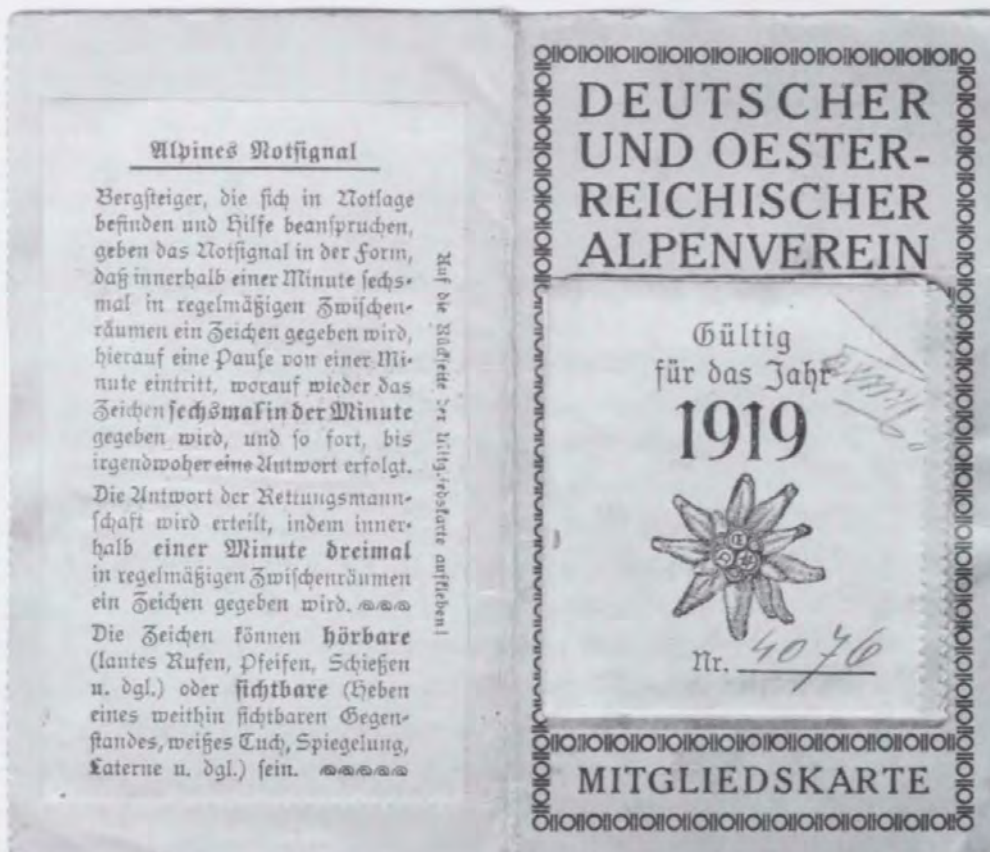 Alpines Notsignal
Bergsteiger, die sich in Notlage
befinden und Hilfe beanspruchen,
geben das Notsignal in der Form,
daß innerhalb einer Minute sechs-
mal in regelmäßigen Zwischen-
räumen ein Zeichen gegeben wird,
hierauf eine Pause von einer Mi-
nute eintritt, worauf wieder das
Zeichen sechsmal in der Minute
gegeben wird, und so fort, bis
irgendwoher eine Antwort erfolgt.
Die Antwort der Rettungsmann-
schaft wird erteilt, indem inner-
halb einer Minute dreimal
in regelmäßigen Zwischenräumen
ein Zeichen gegeben wird.
Die Zeichen können hörbare
(lautes Rufen, Pfeifen, Schießen
u. dgl.) oder sichtbare (Heben
eines weithin sichtbaren Gegen-
standes, weißes Tuch, Spiegelung,
Laterne u. dgl.) sein.
Auf die Rückseite der Mitgliedskarte aufkleben!
DEUTSCHER
UND OESTER-
REICHISCHER
ALPENVEREIN
Gültig
für das Jahr
1919
Nr. 4076
MITGLIEDSKARTE